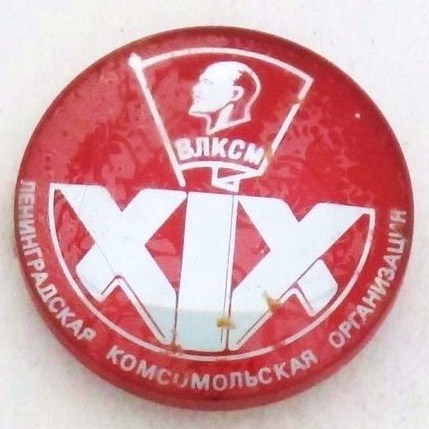 ВЛКСМ
XIX
ЛЕНИНГРАДСКАЯ КОМСОМОЛЬСКАЯ ОРГАНИЗАЦИЯ